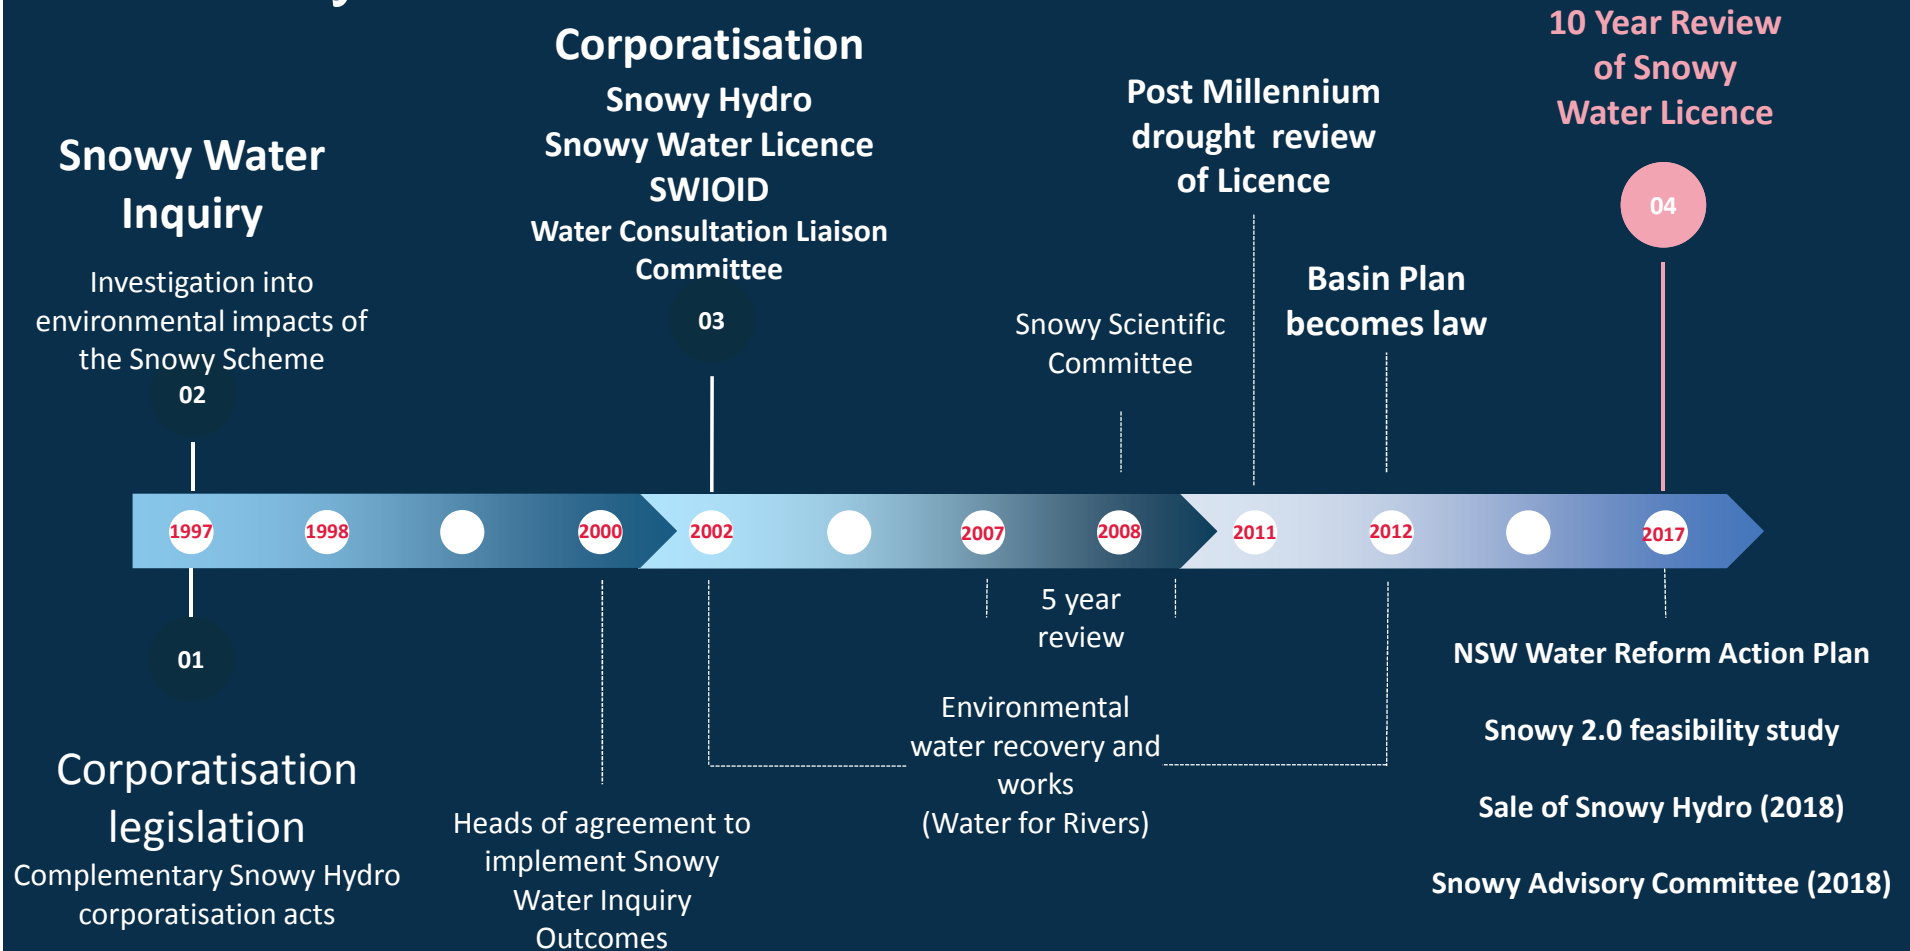 Snowy Water
Inquiry
Investigation into
environmental impacts of
the Snowy Scheme
02
Corporatisation
Snowy Hydro
Snowy Water Licence
SWIOID
Water Consultation Liaison
Committee
03
Snowy Scientific
Committee
Post Millennium
drought  review
of Licence
Basin Plan
becomes law
10 Year Review
of Snowy
Water Licence
04
1997
1998
2000
2002
2007
2008
2011
2012
2017
01
Corporatisation
legislation
Complementary Snowy Hydro
corporatisation acts
Heads of agreement to
implement Snowy
Water Inquiry
Outcomes
5 year
review
Environmental
water recovery and
works
(Water for Rivers)
NSW Water Reform Action Plan
Snowy 2.0 feasibility study
Sale of Snowy Hydro (2018)
Snowy Advisory Committee (2018)